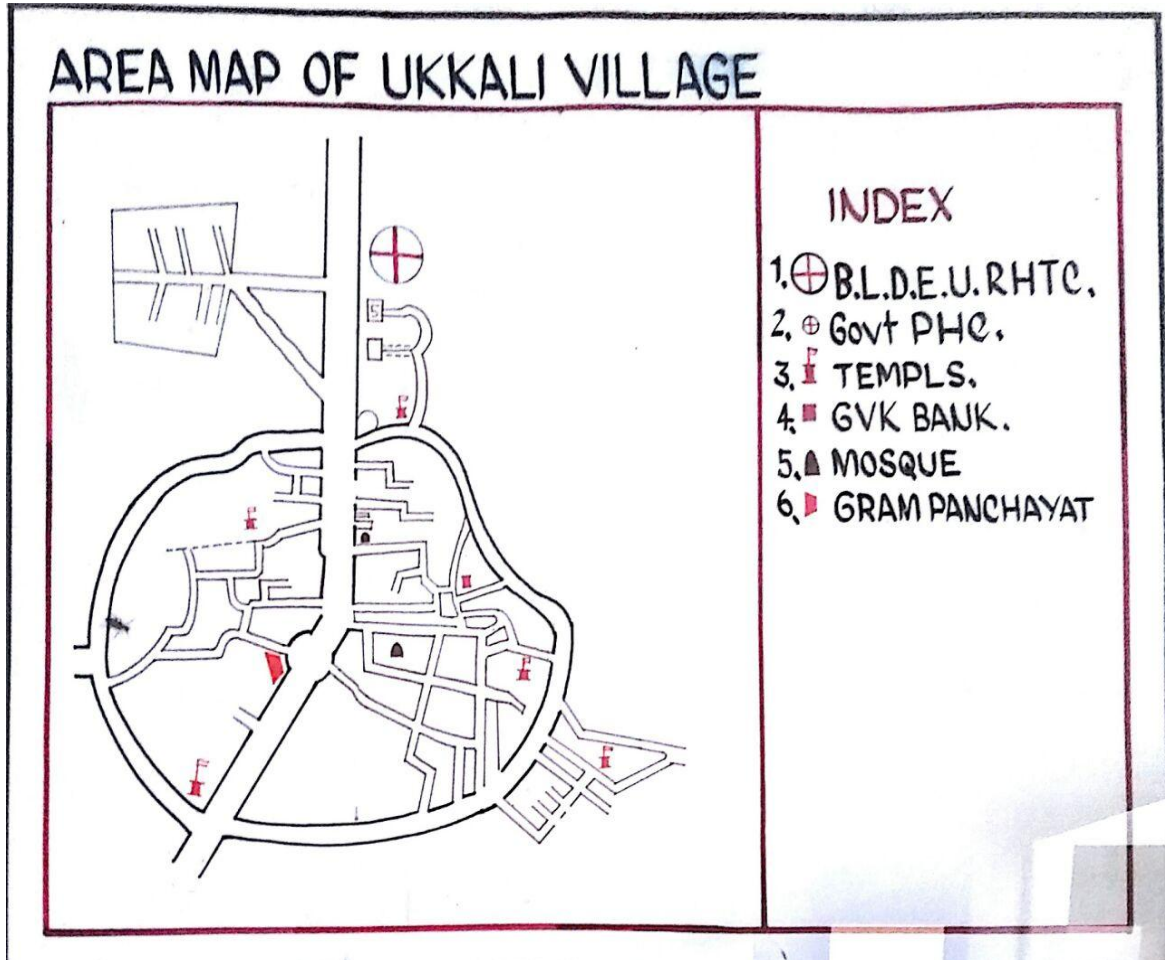 AREA MAP OF UKKALI VILLAGE
INDEX
1. B.L.D.E.U. RHTC.
2. Govt PHC.
3. TEMPLS.
4. GVK BANK.
5. MOSQUE
6. GRAM PANCHAYAT
S